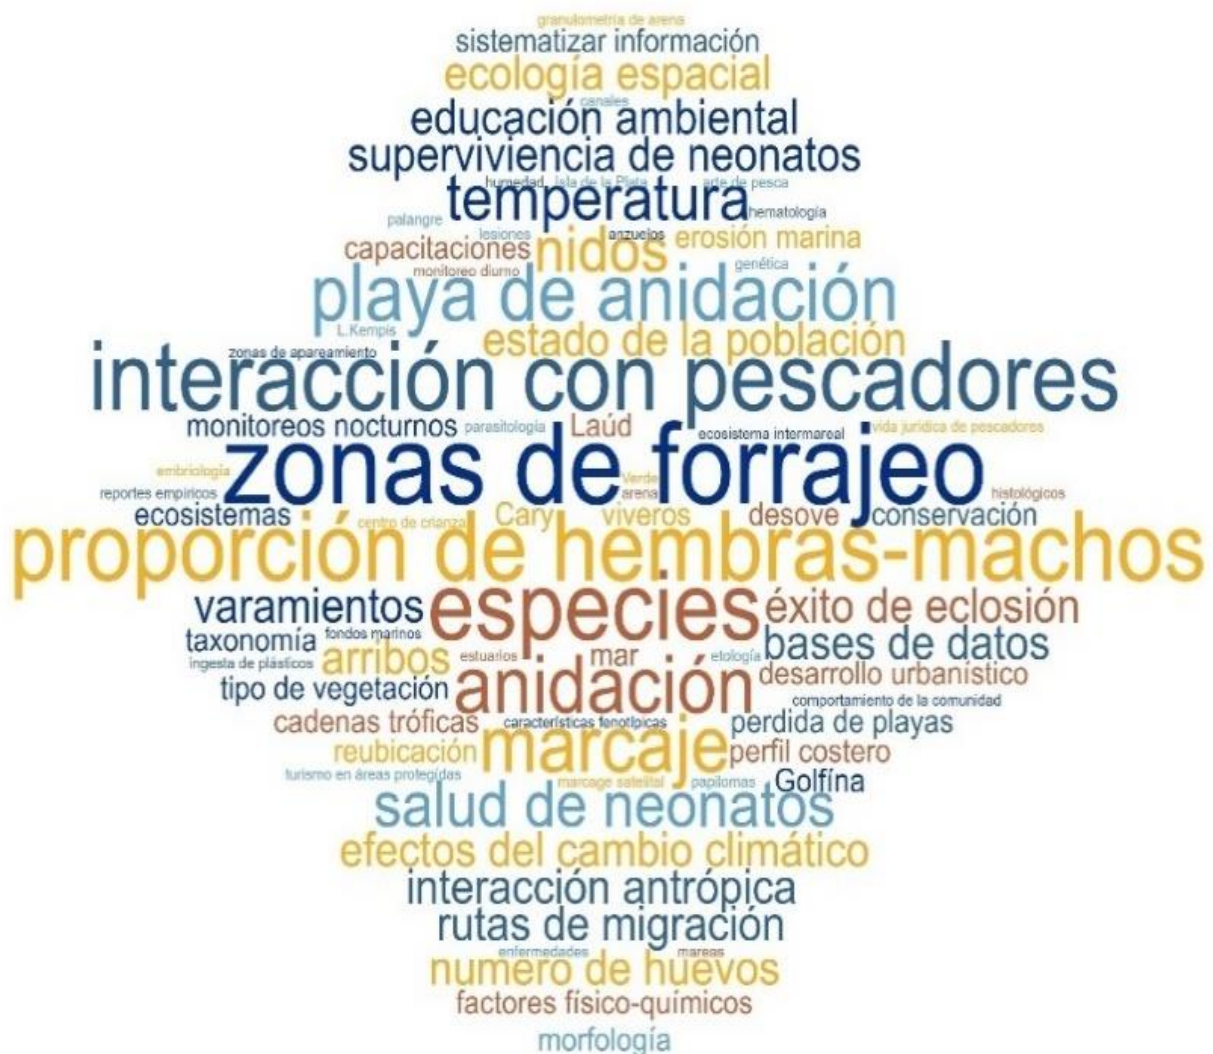 granulometría de arena
sistematizar información
ecología espacial
canales
educación ambiental
superviviencia de neonatos
humedad Isla de la Plata arte de pesca
temperatura
hematología
palangre
lesiones anzuelos
capacitaciones nidos erosión marina
monitoreo diurno genética
playa de anidación
L.Kempis
estado de la población
zonas de apareamiento
interacción con pescadores
monitoreos nocturnos parasitología Laúd ecosistema intermareal vida jurídica de pescadores
zonas de forrajeo
embriología Verde
reportes empíricos arena histológicos
ecosistemas centro de crianza Cary viveros desove conservación
proporción de hembras-machos
varamientos especies éxito de eclosión
taxonomía fondos marinos bases de datos
ingesta de plásticos arribos estuarios mar etología
tipo de vegetación anidación desarrollo urbanístico
comportamiento de la comunidad
cadenas tróficas características fenotípicas perdida de playas
reubicación marcaje perfil costero
turismo en áreas protegídas marcage satelital papilomas Golfína
salud de neonatos
efectos del cambio climático
interacción antrópica
rutas de migración
enfermedades mareas
numero de huevos
factores físico-químicos
morfología